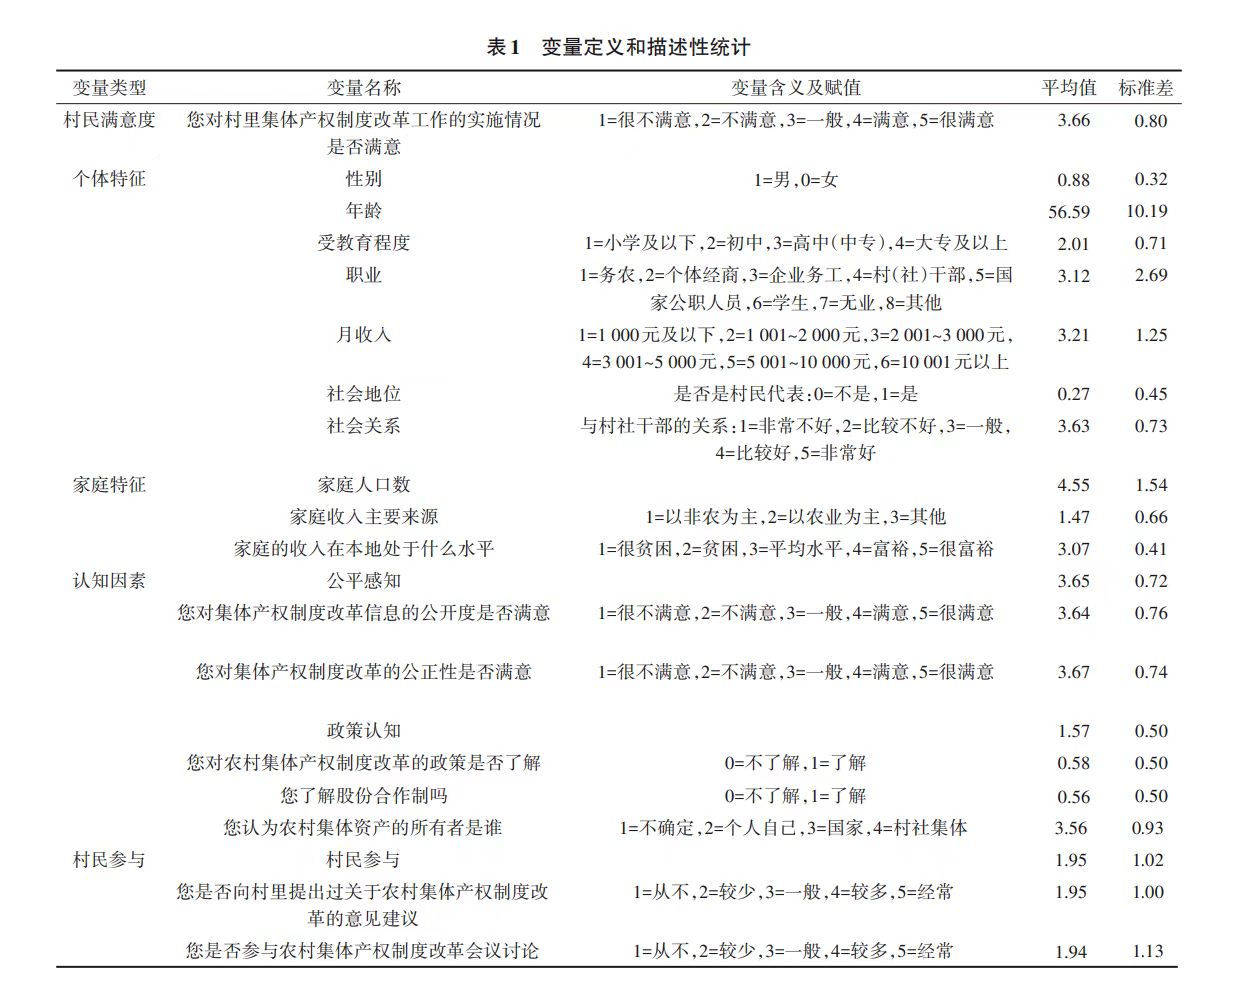 表1 变量定义和描述性统计
变量类型 变量名称 变量含义及赋值 平均值 标准差
村民满意度 您对村里集体产权制度改革工作的实施情况 1=很不满意,2=不满意,3=一般,4=满意,5=很满意 3.66 0.80
是否满意
个体特征 性别 1=男,0=女 0.88 0.32
年龄 56.59 10.19
受教育程度 1=小学及以下,2=初中,3=高中(中专),4=大专及以上 2.01 0.71
职业 1=务农,2=个体经商,3=企业务工,4=村(社)干部,5=国 3.12 2.69
家公职人员,6=学生,7=无业,8=其他
月收入 1=1 000元及以下,2=1 001~2 000元,3=2 001~3 000元, 3.21 1.25
4=3 001~5 000元,5=5 001~10 000元,6=10 001元以上
社会地位 是否是村民代表:0=不是,1=是 0.27 0.45
社会关系 与村社干部的关系:1=非常不好,2=比较不好,3=一般, 3.63 0.73
4=比较好,5=非常好
家庭特征 家庭人口数 4.55 1.54
家庭收入主要来源 1=以非农为主,2=以农业为主,3=其他 1.47 0.66
家庭的收入在本地处于什么水平 1=很贫困,2=贫困,3=平均水平,4=富裕,5=很富裕 3.07 0.41
认知因素 公平感知 3.65 0.72
您对集体产权制度改革信息的公开度是否满意 1=很不满意,2=不满意,3=一般,4=满意,5=很满意 3.64 0.76
您对集体产权制度改革的公正性是否满意 1=很不满意,2=不满意,3=一般,4=满意,5=很满意 3.67 0.74
政策认知 1.57 0.50
您对农村集体产权制度改革的政策是否了解 0=不了解,1=了解 0.58 0.50
您了解股份合作制吗 0=不了解,1=了解 0.56 0.50
您认为农村集体资产的所有者是谁 1=不确定,2=个人自己,3=国家,4=村社集体 3.56 0.93
村民参与 村民参与 1.95 1.02
您是否向村里提出过关于农村集体产权制度改 1=从不,2=较少,3=一般,4=较多,5=经常 1.95 1.00
革的意见建议
您是否参与农村集体产权制度改革会议讨论 1=从不,2=较少,3=一般,4=较多,5=经常 1.94 1.13